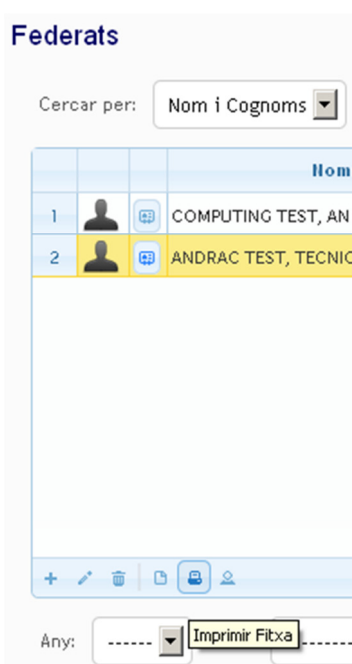 Federats
Cercar per: Nom i Cognoms
Nom
1 COMPUTING TEST, AN
2 ANDRAC TEST, TECNIC
Any: ------ Imprimir Fitxa ------